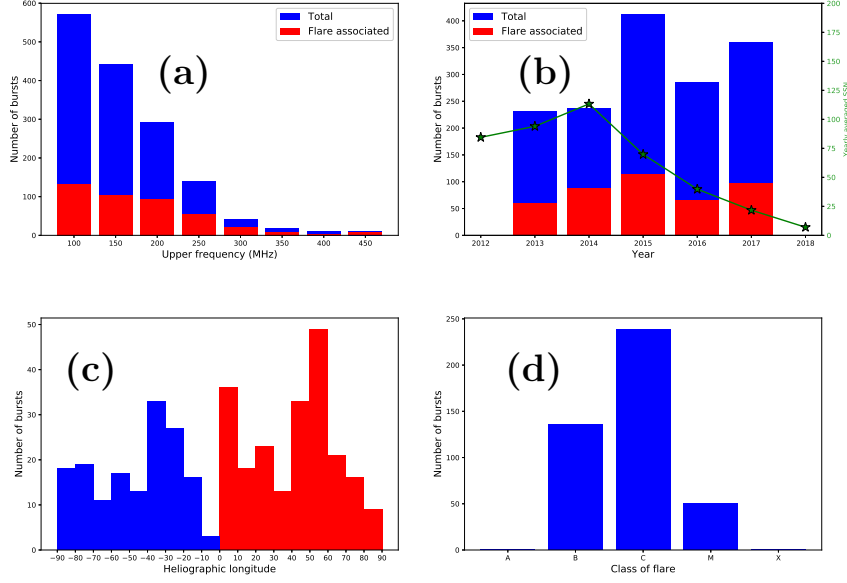 600
500
400
300
200
100
0
Number of bursts
Total
Flare associated
(a)
100 150 200 250 300 350 400 450
Upper frequency (MHz)
400
350
300
250
200
150
100
50
0
Number of bursts
Total
Flare associated
(b)
200
175
150
125
100
75
50
25
0
Yearly averaged SSN
2012 2013 2014 2015 2016 2017 2018
Year
50
40
30
20
10
0
Number of bursts
(c)
−90 −80 −70 −60 −50 −40 −30 −20 −10 0 10 20 30 40 50 60 70 80 90
Heliographic longitude
250
200
150
100
50
0
Number of bursts
(d)
A B C M X
Class of flare